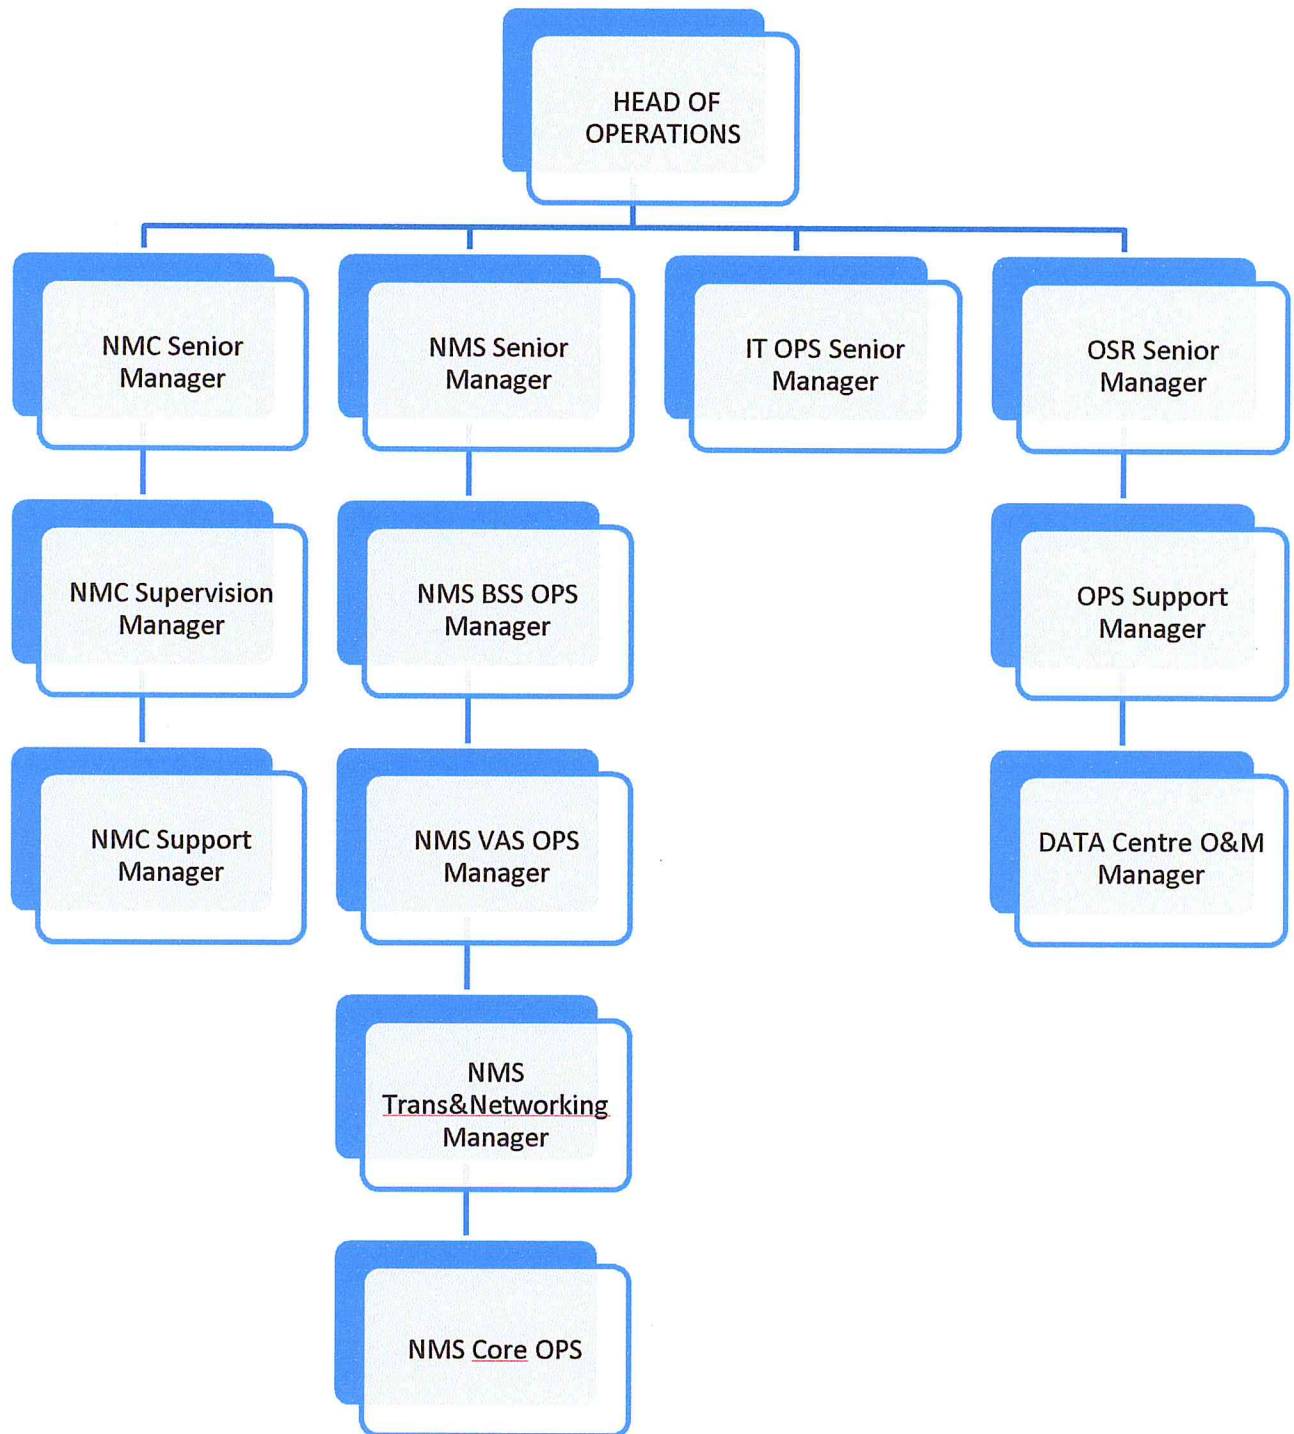 HEAD OF
OPERATIONS
NMC Senior
Manager
NMS Senior
Manager
IT OPS Senior
Manager
OSR Senior
Manager
NMC Supervision
Manager
NMS BSS OPS
Manager
OPS Support
Manager
NMC Support
Manager
NMS VAS OPS
Manager
DATA Centre O&M
Manager
NMS
Trans&Networking
Manager
NMS Core OPS